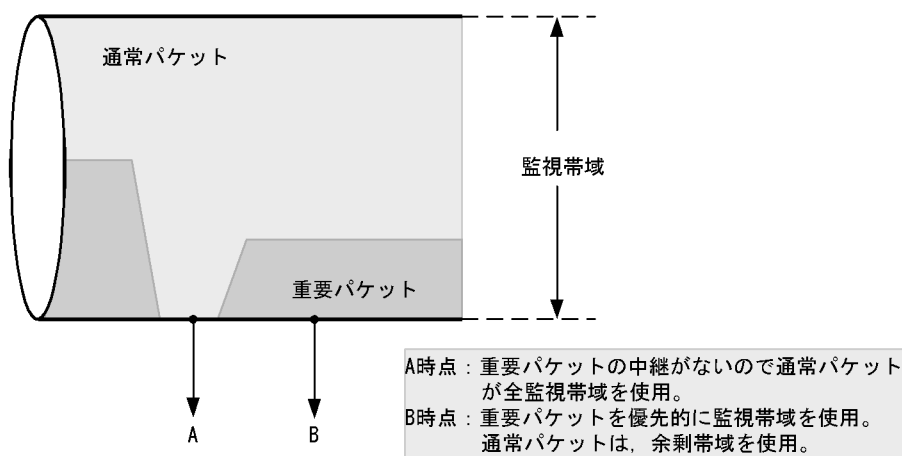 通常パケット
監視帯域
重要パケット
A
B
A時点：重要パケットの中継がないので通常パケット
が全監視帯域を使用。
B時点：重要パケットを優先的に監視帯域を使用。
通常パケットは，余剰帯域を使用。